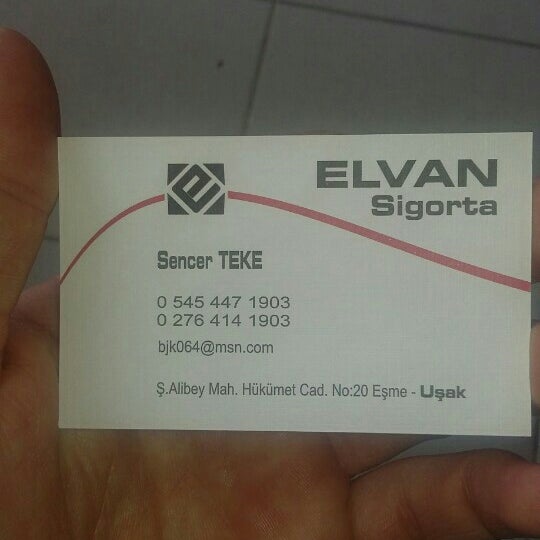 ELVAN
Sigorta
Sencer TEKE
0 545 447 1903
0 276 414 1903
bjk064@msn.com
Ş.Alibey Mah. Hükümet Cad. No:20 Eşme - Uşak